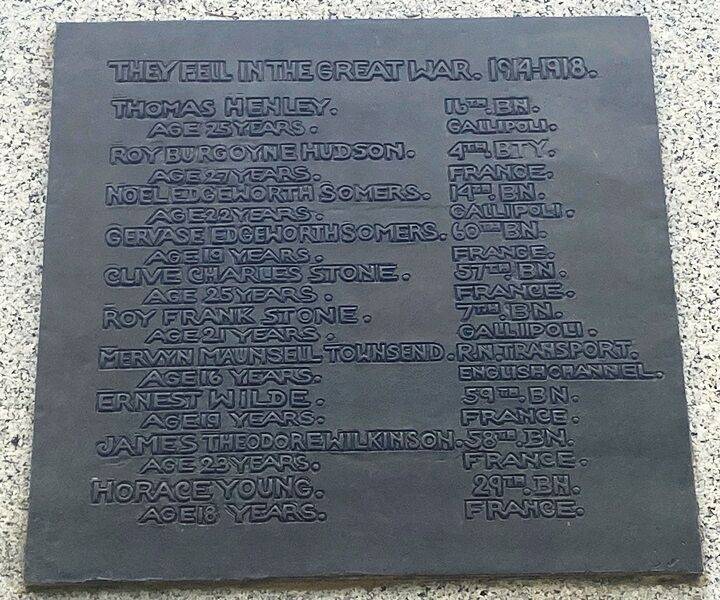 THEY FELL IN THE GREAT WAR. 1914-1918.
THOMAS HENLEY. 16TH. BN.
AGE 25 YEARS. GALLIPOLI.
ROY BURGOYNE HUDSON. 4TH. BTY.
AGE 27 YEARS. FRANCE.
NOEL EDGEWORTH SOMERS. 14TH. BN.
AGE 22 YEARS. GALLIPOLI.
GERVASE EDGEWORTH SOMERS. 60TH. BN.
AGE 19 YEARS. FRANCE.
CLIVE CHARLES STONE. 57TH. BN.
AGE 25 YEARS. FRANCE.
ROY FRANK STONE. 7TH. BN.
AGE 21 YEARS. GALLIIPOLI.
MERVYN MAUNSELL TOWNSEND. R.N. TRANSPORT.
AGE 16 YEARS. ENGLISH CHANNEL.
ERNEST WILDE. 59TH. BN.
AGE 19 YEARS. FRANCE.
JAMES THEODORE WILKINSON. 58TH. BN.
AGE 23 YEARS. FRANCE.
HORACE YOUNG. 29TH. BN.
AGE 18 YEARS. FRANCE.